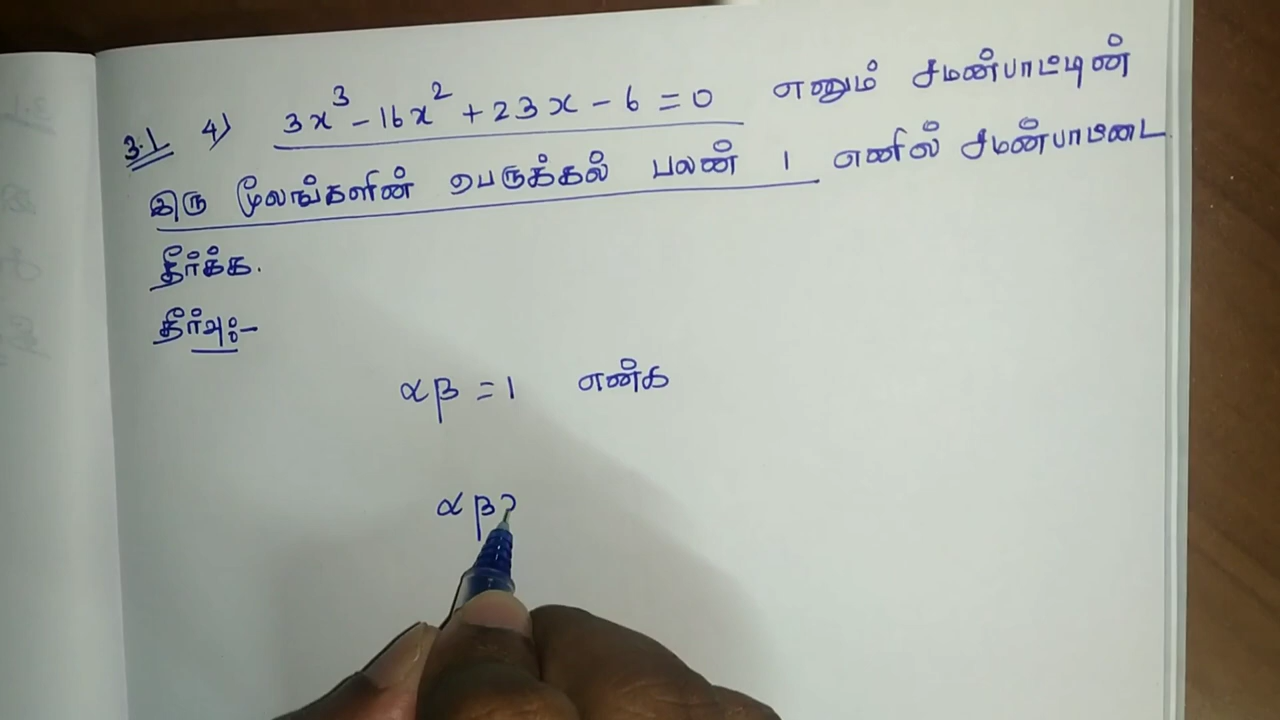 3.1 4) 3x³ - 16x² + 23x - 6 = 0 எனும் சமன்பாட்டின்
இரு மூலங்களின் பெருக்கல் பலன் 1 எனில் சமன்பாட்டை
தீர்க்க.
தீர்வு:-
αβ = 1 என்க
αβ